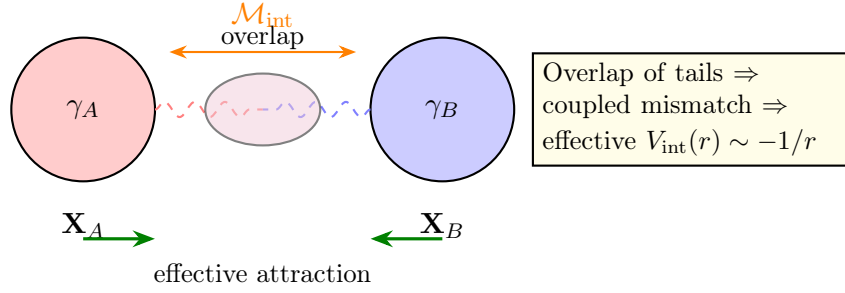 𝓜_int
overlap
γ_A
γ_B
Overlap of tails ⇒
coupled mismatch ⇒
effective V_int(r) ∼ −1/r
𝐗_A
𝐗_B
effective attraction